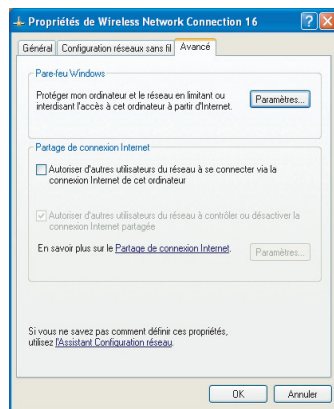 Propriétés de Wireless Network Connection 16
Général
Configuration réseaux sans fil
Avancé
Pare-feu Windows
Protéger mon ordinateur et le réseau en limitant ou
interdisant l'accès à cet ordinateur à partir d'Internet.
Paramètres...
Partage de connexion Internet
Autoriser d'autres utilisateurs du réseau à se connecter via la
connexion Internet de cet ordinateur
Autoriser d'autres utilisateurs du réseau à contrôler ou désactiver la
connexion Internet partagée
En savoir plus sur le Partage de connexion Internet.
Paramètres...
Si vous ne savez pas comment définir ces propriétés,
utilisez l'Assistant Configuration réseau.
OK
Annuler